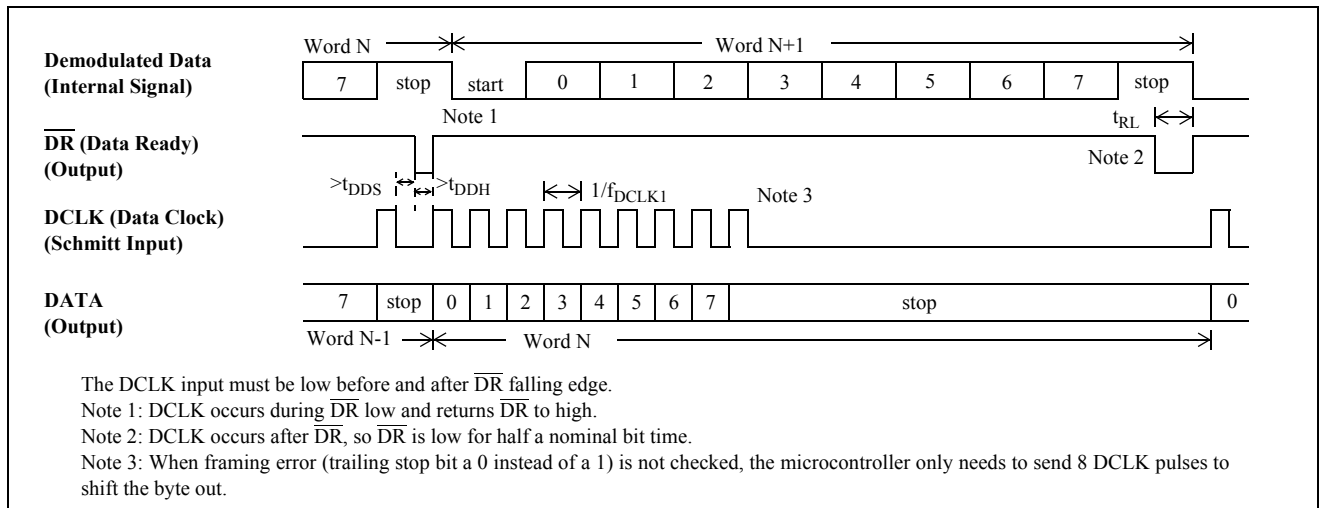 Word N
Word N+1
Demodulated Data
(Internal Signal)
7 stop start 0 1 2 3 4 5 6 7 stop
Note 1
tRL
DR (Data Ready)
(Output)
Note 2
>tDDS >tDDH 1/fDCLK1 Note 3
DCLK (Data Clock)
(Schmitt Input)
DATA
(Output)
7 stop 0 1 2 3 4 5 6 7 stop 0
Word N-1 Word N
The DCLK input must be low before and after DR falling edge.
Note 1: DCLK occurs during DR low and returns DR to high.
Note 2: DCLK occurs after DR, so DR is low for half a nominal bit time.
Note 3: When framing error (trailing stop bit a 0 instead of a 1) is not checked, the microcontroller only needs to send 8 DCLK pulses to
shift the byte out.